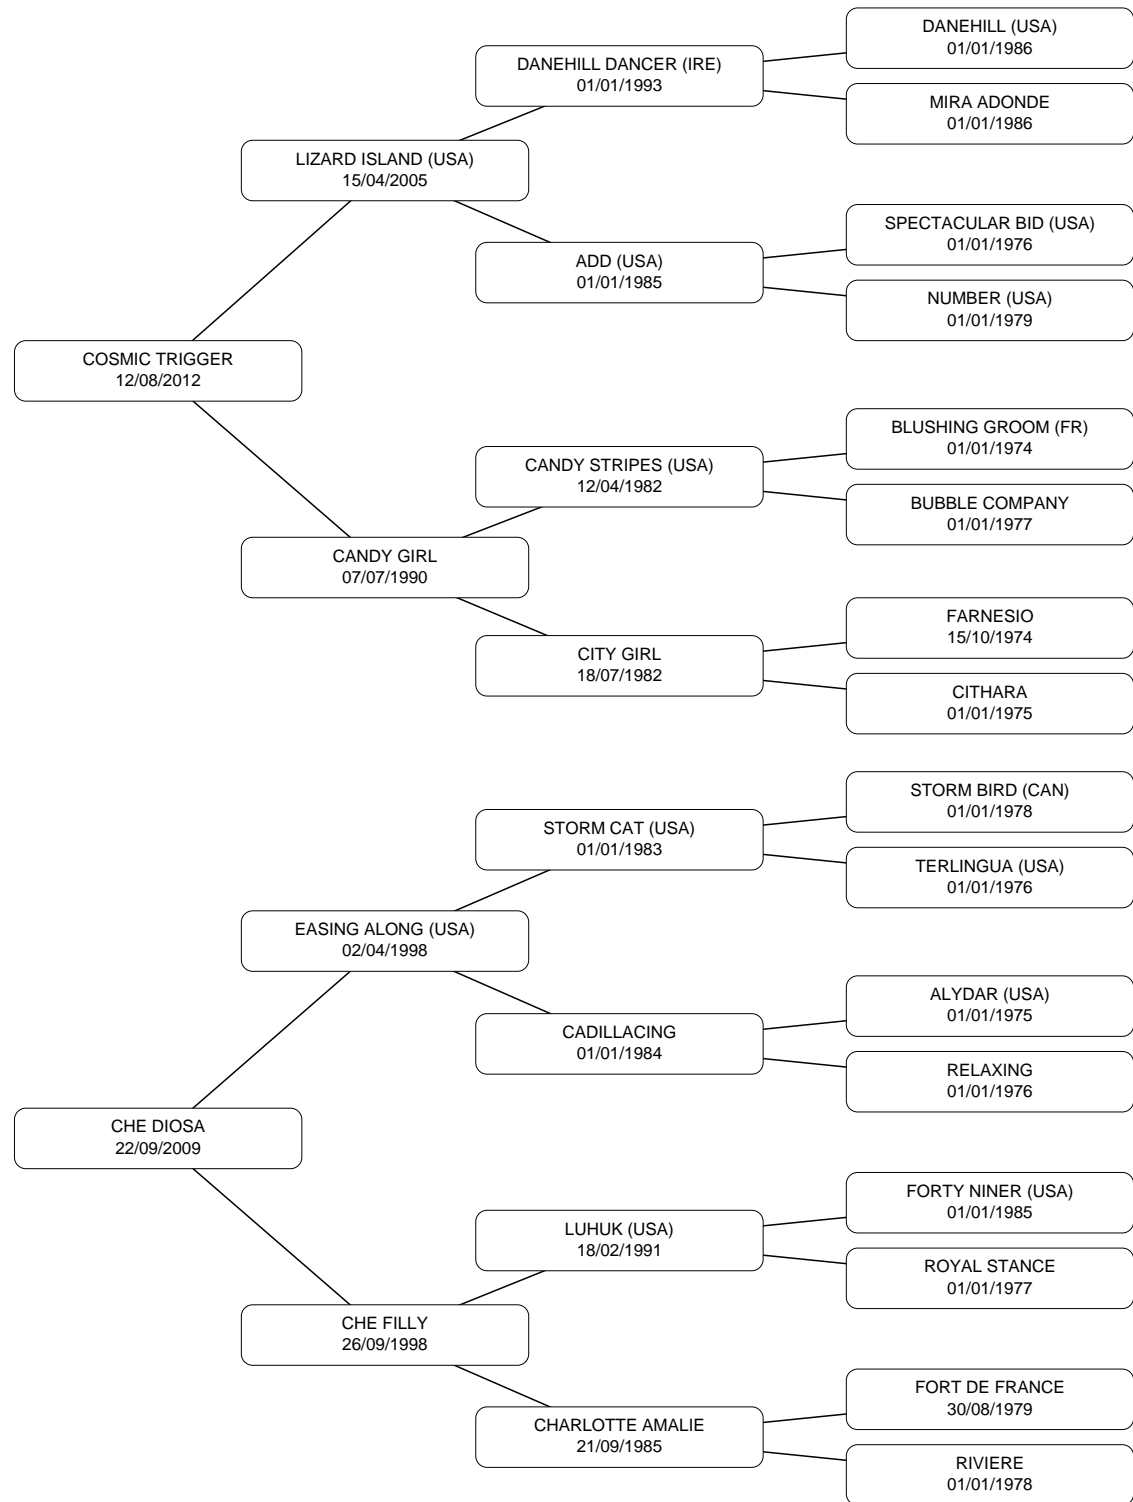 DANEHILL (USA)
01/01/1986
DANEHILL DANCER (IRE)
01/01/1993
MIRA ADONDE
01/01/1986
LIZARD ISLAND (USA)
15/04/2005
SPECTACULAR BID (USA)
01/01/1976
ADD (USA)
01/01/1985
NUMBER (USA)
01/01/1979
COSMIC TRIGGER
12/08/2012
BLUSHING GROOM (FR)
01/01/1974
CANDY STRIPES (USA)
12/04/1982
BUBBLE COMPANY
01/01/1977
CANDY GIRL
07/07/1990
FARNESIO
15/10/1974
CITY GIRL
18/07/1982
CITHARA
01/01/1975
STORM BIRD (CAN)
01/01/1978
STORM CAT (USA)
01/01/1983
TERLINGUA (USA)
01/01/1976
EASING ALONG (USA)
02/04/1998
ALYDAR (USA)
01/01/1975
CADILLACING
01/01/1984
RELAXING
01/01/1976
CHE DIOSA
22/09/2009
FORTY NINER (USA)
01/01/1985
LUHUK (USA)
18/02/1991
ROYAL STANCE
01/01/1977
CHE FILLY
26/09/1998
FORT DE FRANCE
30/08/1979
CHARLOTTE AMALIE
21/09/1985
RIVIERE
01/01/1978